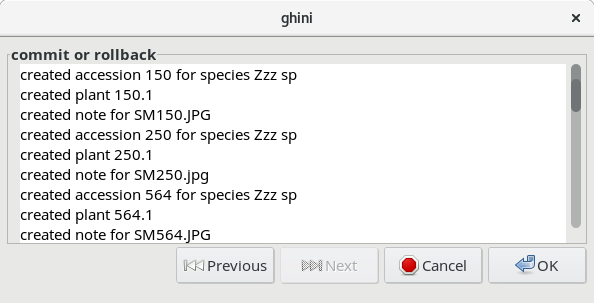 ghini
commit or rollback
created accession 150 for species Zzz sp
created plant 150.1
created note for SM150.JPG
created accession 250 for species Zzz sp
created plant 250.1
created note for SM250.jpg
created accession 564 for species Zzz sp
created plant 564.1
created note for SM564.JPG
Previous
Next
Cancel
OK